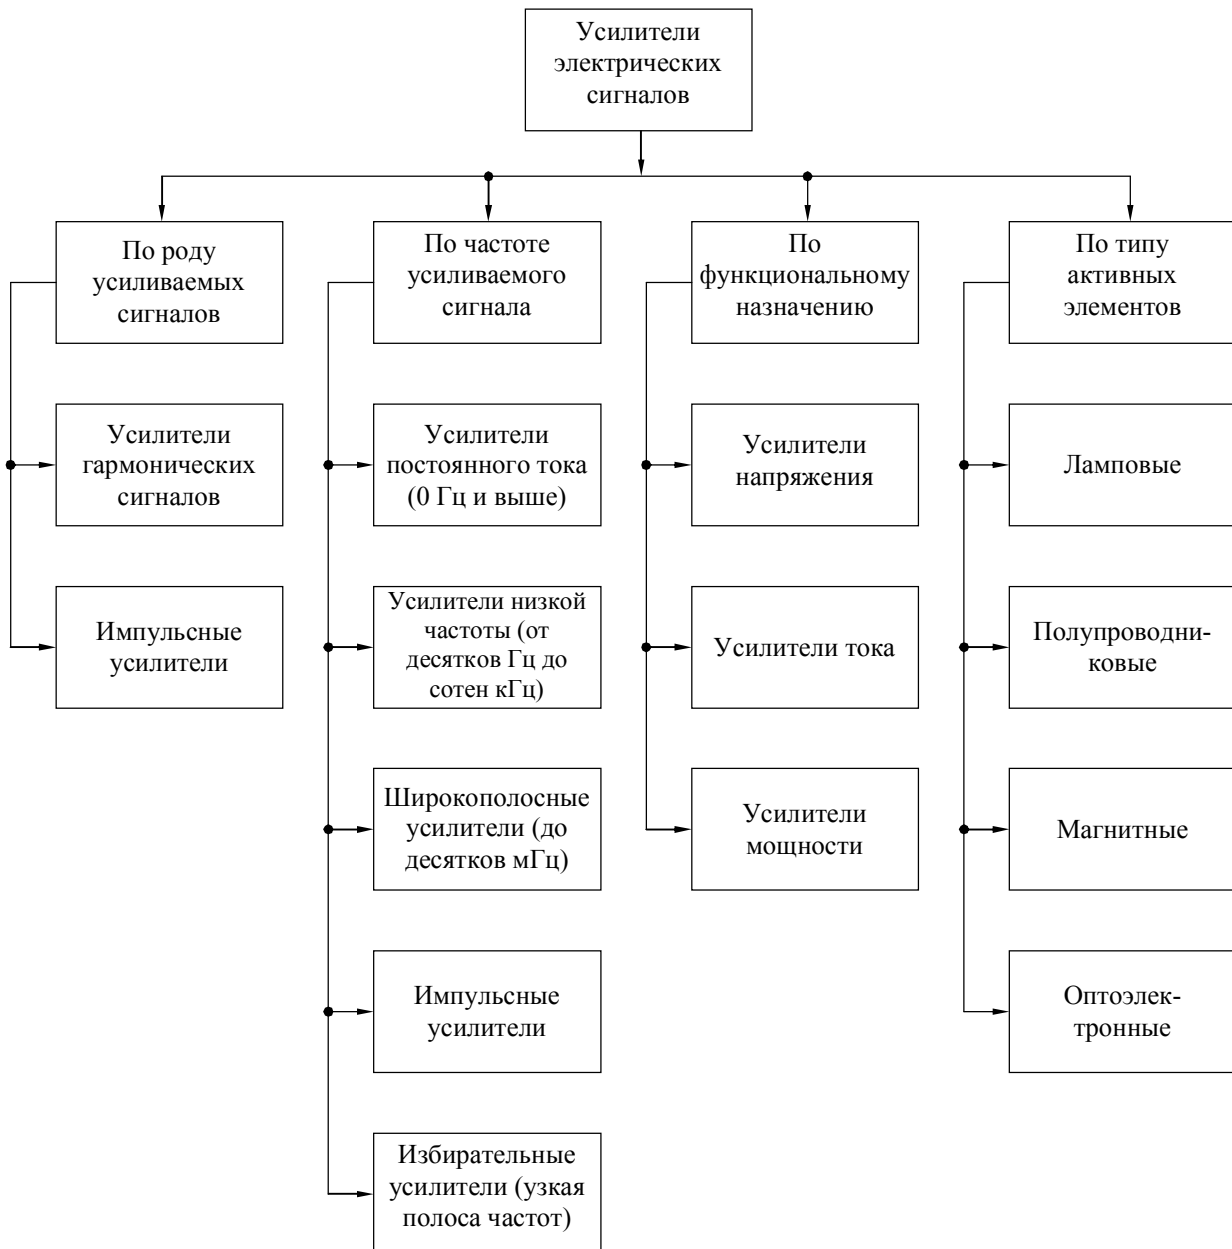 Усилители
электрических
сигналов
По роду
усиливаемых
сигналов
По частоте
усиливаемого
сигнала
По
функциональному
назначению
По типу
активных
элементов
Усилители
гармонических
сигналов
Усилители
постоянного тока
(0 Гц и выше)
Усилители
напряжения
Ламповые
Импульсные
усилители
Усилители низкой
частоты (от
десятков Гц до
сотен кГц)
Усилители тока
Полупроводни-
ковые
Широкополосные
усилители (до
десятков мГц)
Усилители
мощности
Магнитные
Импульсные
усилители
Оптоэлек-
тронные
Избирательные
усилители (узкая
полоса частот)